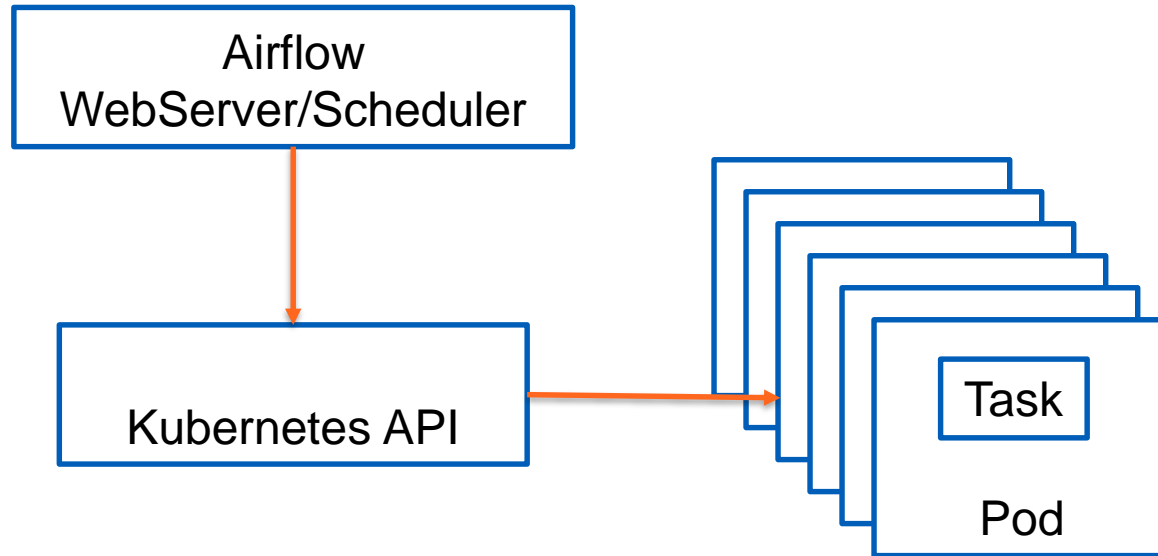 Airflow
WebServer/Scheduler
Kubernetes API
Task
Pod